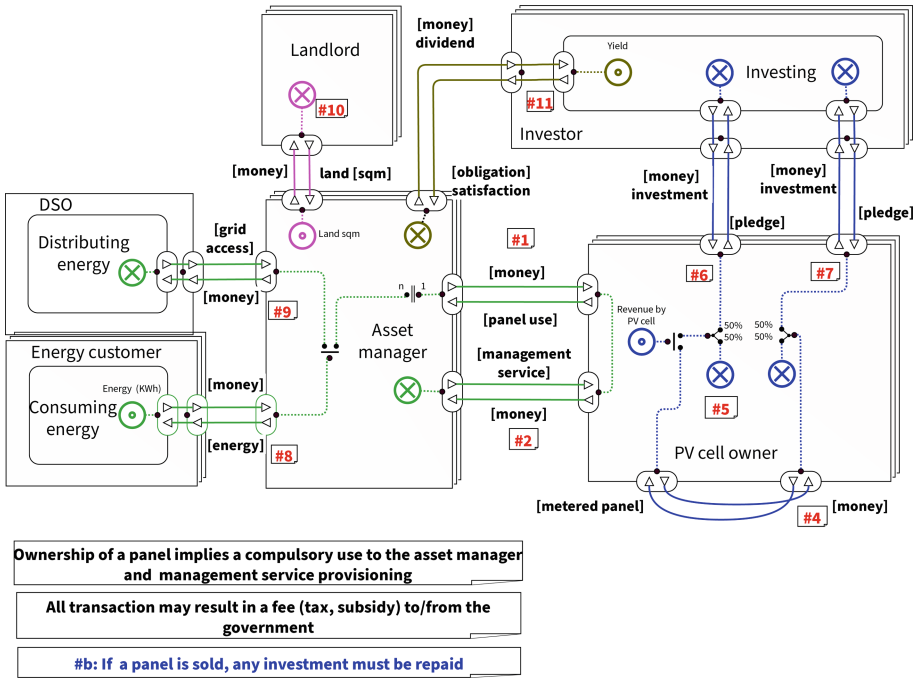 [money]
dividend
Landlord
#10
[money]
land [sqm]
Yield
Investing
#11
Investor
[money]
investment
[money]
investment
[pledge]
[pledge]
[obligation]
satisfaction
DSO
Distributing
energy
[grid
access]
[money]
#9
Land sqm
#1
[money]
[panel use]
n
1
Asset
manager
[management
service]
[money]
#2
#6
#7
Revenue by
PV cell
50%
50%
50%
50%
#5
PV cell owner
Energy customer
Energy (KWh)
Consuming
energy
[money]
[energy]
#8
[metered panel]
#4
[money]
Ownership of a panel implies a compulsory use to the asset manager
and management service provisioning
All transaction may result in a fee (tax, subsidy) to/from the
government
#b: If a panel is sold, any investment must be repaid